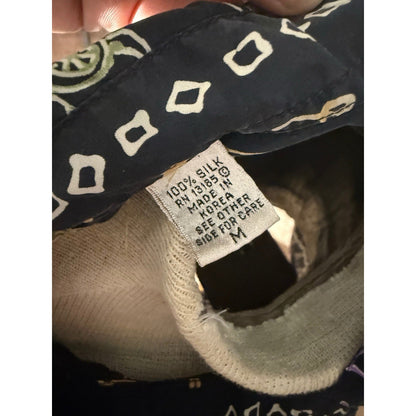 100% SILK
RN 13185 ©
MADE IN
KOREA
SEE OTHER
SIDE FOR CARE
M